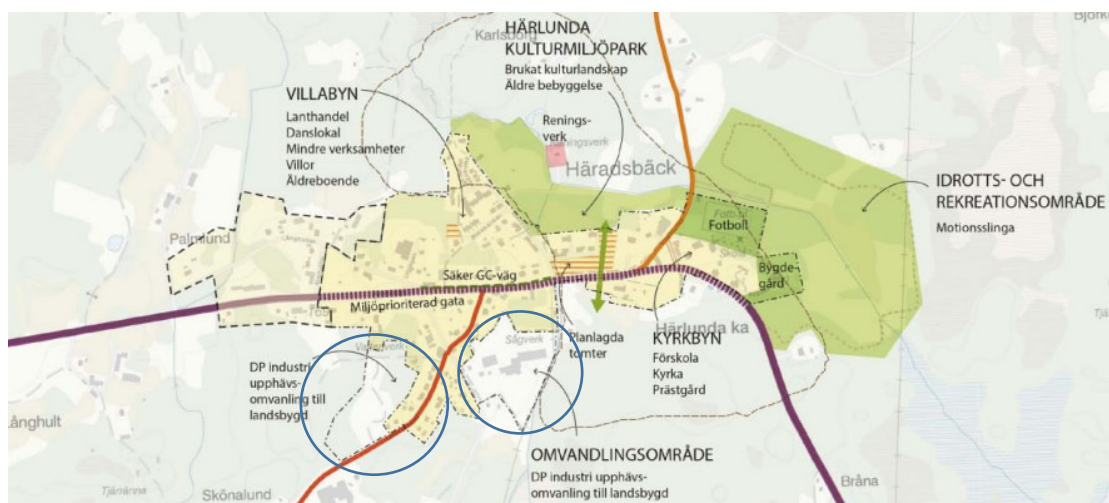 HÄRLUNDA
KULTURMILJÖPARK
Brukat kulturlandskap
Äldre bebyggelse
Karlsborg
VILLABYN
Lanthandel
Danslokal
Mindre verksamheter
Villor
Äldreboende
Renings-
verk
Häradsbäck
IDROTTS- OCH
REKREATIONSOMRÅDE
Motionsslinga
Palmlund
Fotboll
Bygde-
gård
Säker GC-väg
Miljöprioriterad gata
Sågverk
Planlagda
tomter
Härlunda ka
KYRKBYN
Förskola
Kyrka
Prästgård
DP industri
upphävs-
omvanling till
landsbygd
OMVANDLINGSOMRÅDE
DP industri upphävs-
omvanling till landsbygd
Långhult
Tjärränna
Skönalund
Bråna